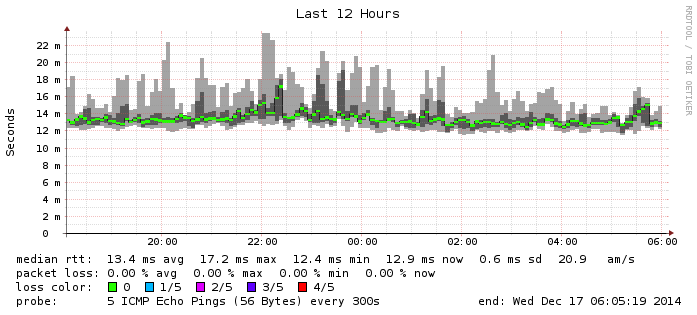 Last 12 Hours
RRDTOOL / TOBI OETIKER
Seconds
22 m
20 m
18 m
16 m
14 m
12 m
10 m
8 m
6 m
4 m
2 m
0
20:00 22:00 00:00 02:00 04:00 06:00
median rtt: 13.4 ms avg 17.2 ms max 12.4 ms min 12.9 ms now 0.6 ms sd 20.9 am/s
packet loss: 0.00 % avg 0.00 % max 0.00 % min 0.00 % now
loss color: 0 1/5 2/5 3/5 4/5
probe: 5 ICMP Echo Pings (56 Bytes) every 300s end: Wed Dec 17 06:05:19 2014